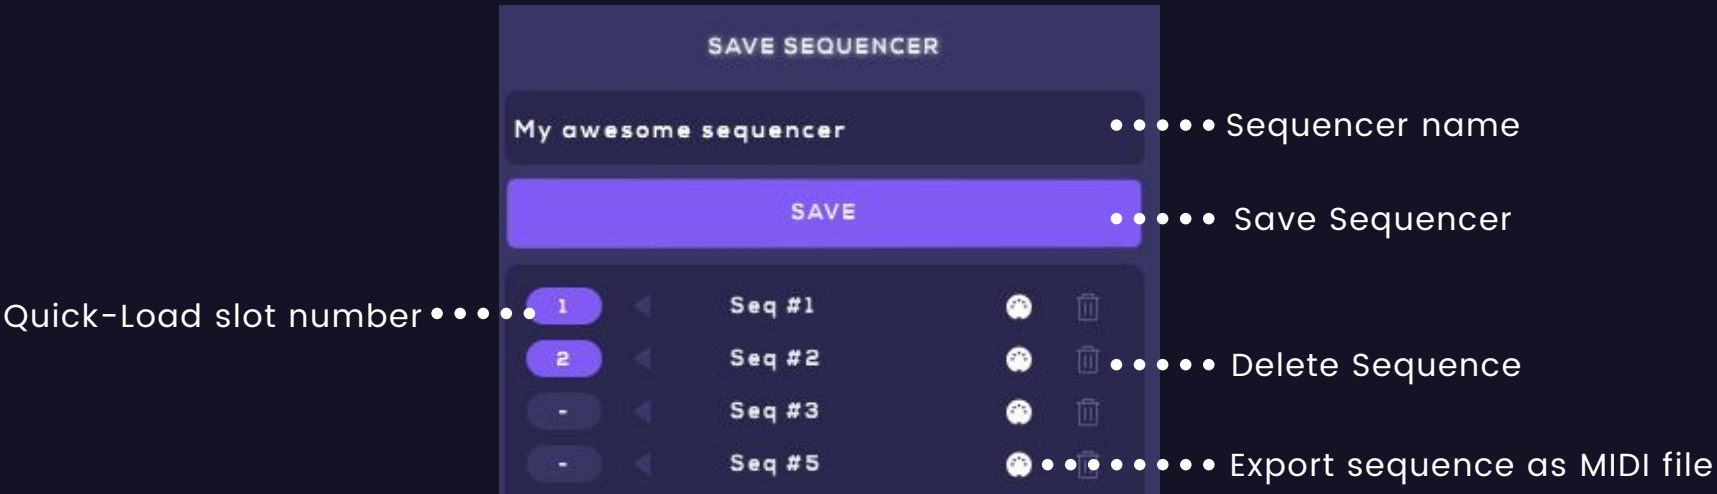 SAVE SEQUENCER
My awesome sequencer
Sequencer name
SAVE
Save Sequencer
Quick-Load slot number
1 Seq #1
2 Seq #2
Delete Sequence
- Seq #3
- Seq #5
Export sequence as MIDI file